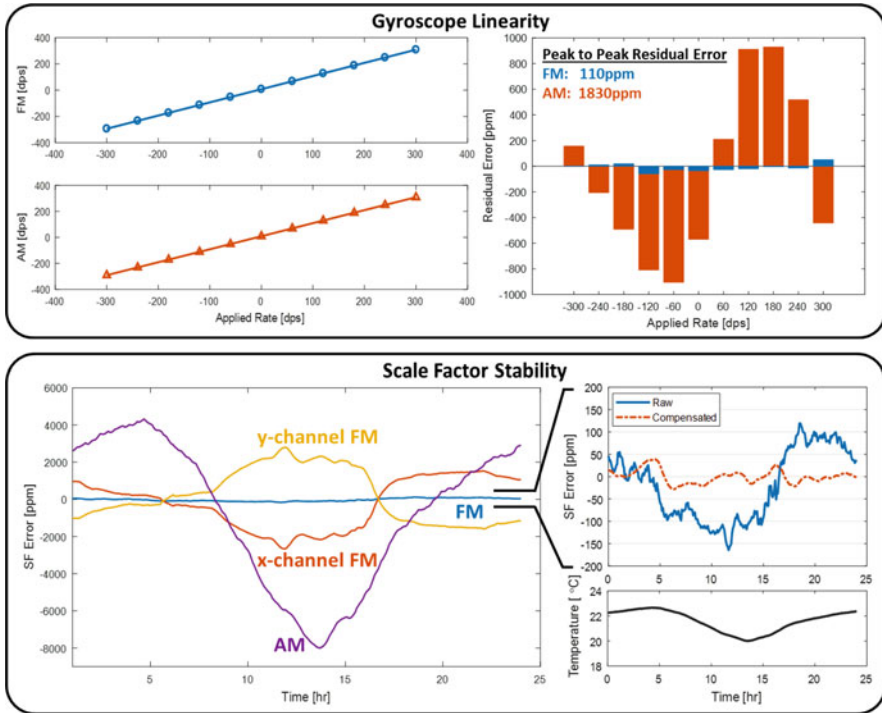 Gyroscope Linearity
400
200
0
-200
-400
FM [dps]
-400 -300 -200 -100 0 100 200 300 400
400
200
0
-200
-400
AM [dps]
-400 -300 -200 -100 0 100 200 300 400
Applied Rate [dps]
1000
800
600
400
200
0
-200
-400
-600
-800
-1000
Residual Error [ppm]
Peak to Peak Residual Error
FM: 110ppm
AM: 1830ppm
-300 -240 -180 -120 -60 0 60 120 180 240 300
Applied Rate [dps]
Scale Factor Stability
6000
4000
2000
0
-2000
-4000
-6000
-8000
SF Error [ppm]
y-channel FM
FM
x-channel FM
AM
5 10 15 20 25
Time [hr]
200
150
100
50
0
-50
-100
-150
-200
SF Error [ppm]
Raw
Compensated
0 5 10 15 20 25
24
22
20
18
Temperature [ °C]
0 5 10 15 20 25
Time [hr]